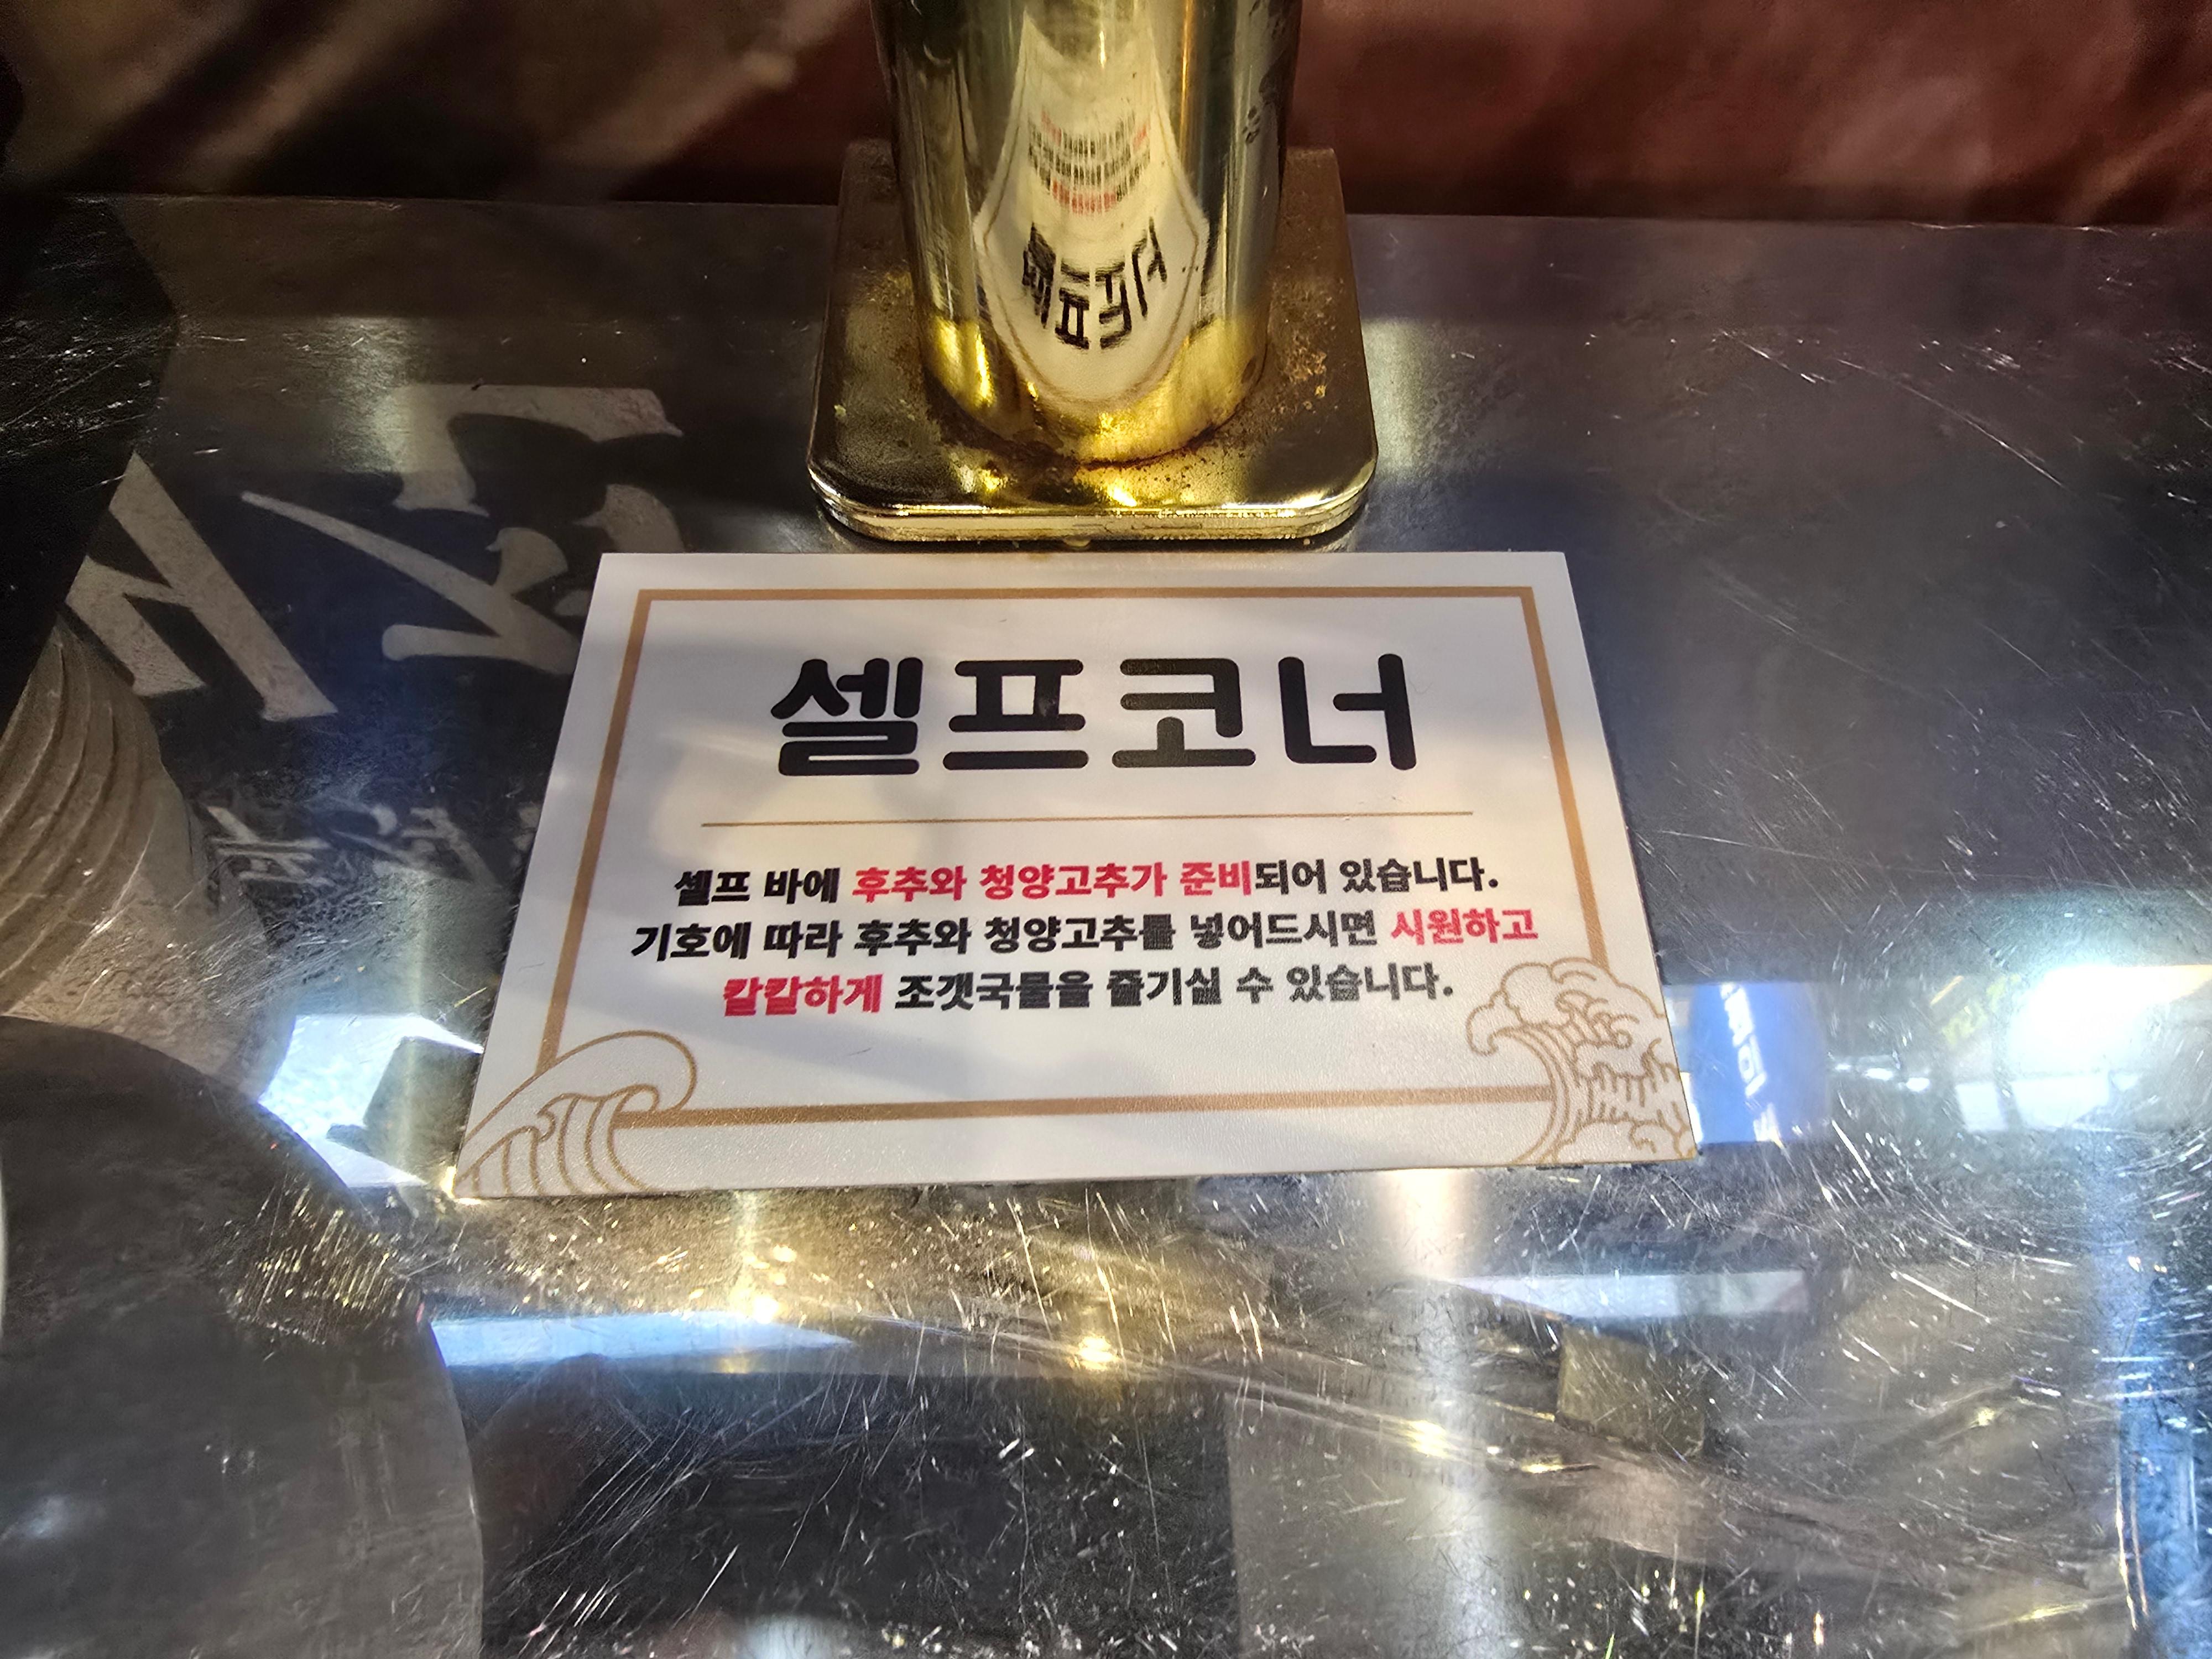 셀프코너
셀프 바에 후추와 청양고추가 준비되어 있습니다.
기호에 따라 후추와 청양고추를 넣어드시면 시원하고
칼칼하게 조갯국물을 즐기실 수 있습니다.